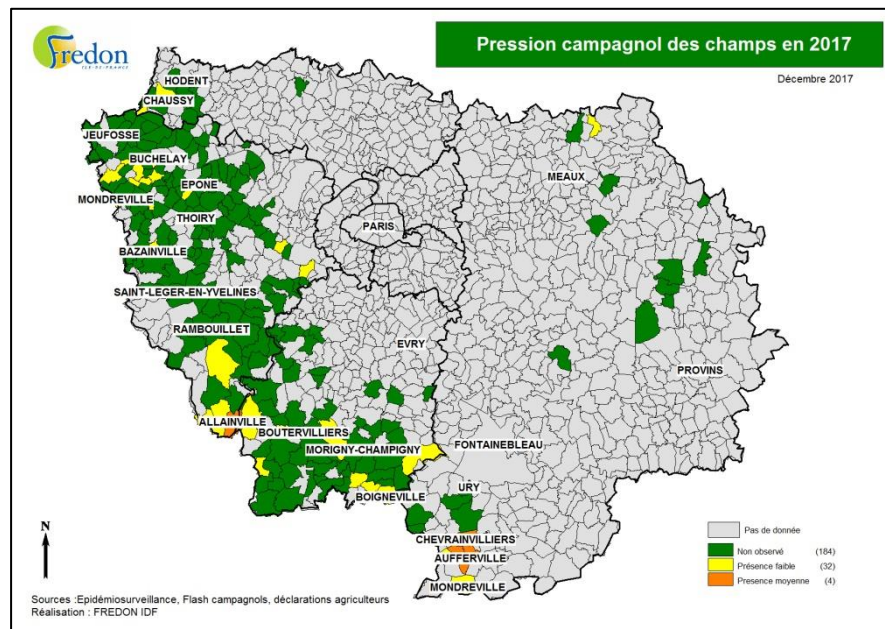 Fredon
ILE-DE-FRANCE
Pression campagnol des champs en 2017
Décembre 2017
HODENT
CHAUSSY
JEUFOSSE
BUCHELAY
EPONE
MONDREVILLE
THOIRY
BAZAINVILLE
SAINT-LEGER-EN-YVELINES
RAMBOUILLET
ALLAINVILLE
BOUTERVILLIERS
MORIGNY-CHAMPIGNY
BOIGNEVILLE
PARIS
EVRY
MEAUX
PROVINS
FONTAINEBLEAU
URY
CHEVRAINVILLIERS
AUFFERVILLE
MONDREVILLE
N
Pas de donnée
Non observé (184)
Présence faible (32)
Presence moyenne (4)
Sources :Epidémiosurveillance, Flash campagnols, déclarations agriculteurs
Réalisation : FREDON IDF